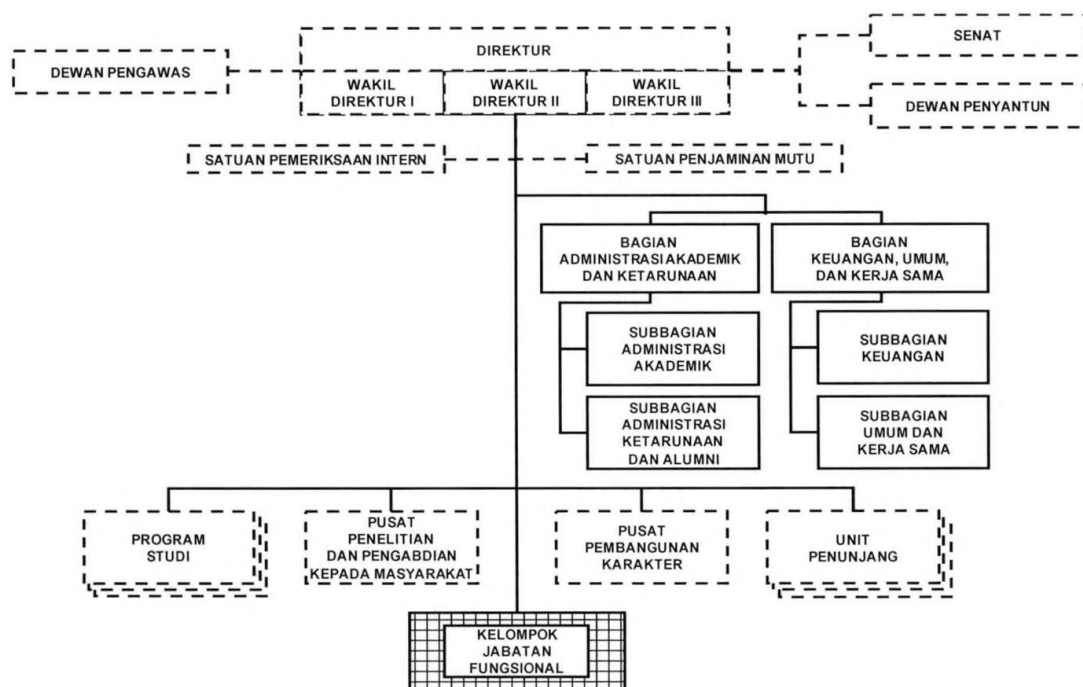 DIREKTUR
SENAT
DEWAN PENGAWAS
WAKIL
DIREKTUR I
WAKIL
DIREKTUR II
WAKIL
DIREKTUR III
DEWAN PENYANTUN
SATUAN PEMERIKSAAN INTERN
SATUAN PENJAMINAN MUTU
BAGIAN
ADMINISTRASI AKADEMIK
DAN KETARUNAAN
BAGIAN
KEUANGAN, UMUM,
DAN KERJA SAMA
SUBBAGIAN
ADMINISTRASI
AKADEMIK
SUBBAGIAN
KEUANGAN
SUBBAGIAN
ADMINISTRASI
KETARUNAAN
DAN ALUMNI
SUBBAGIAN
UMUM DAN
KERJA SAMA
PROGRAM
STUDI
PUSAT
PENELITIAN
DAN PENGABDIAN
KEPADA MASYARAKAT
PUSAT
PEMBANGUNAN
KARAKTER
UNIT
PENUNJANG
KELOMPOK
JABATAN
FUNGSIONAL